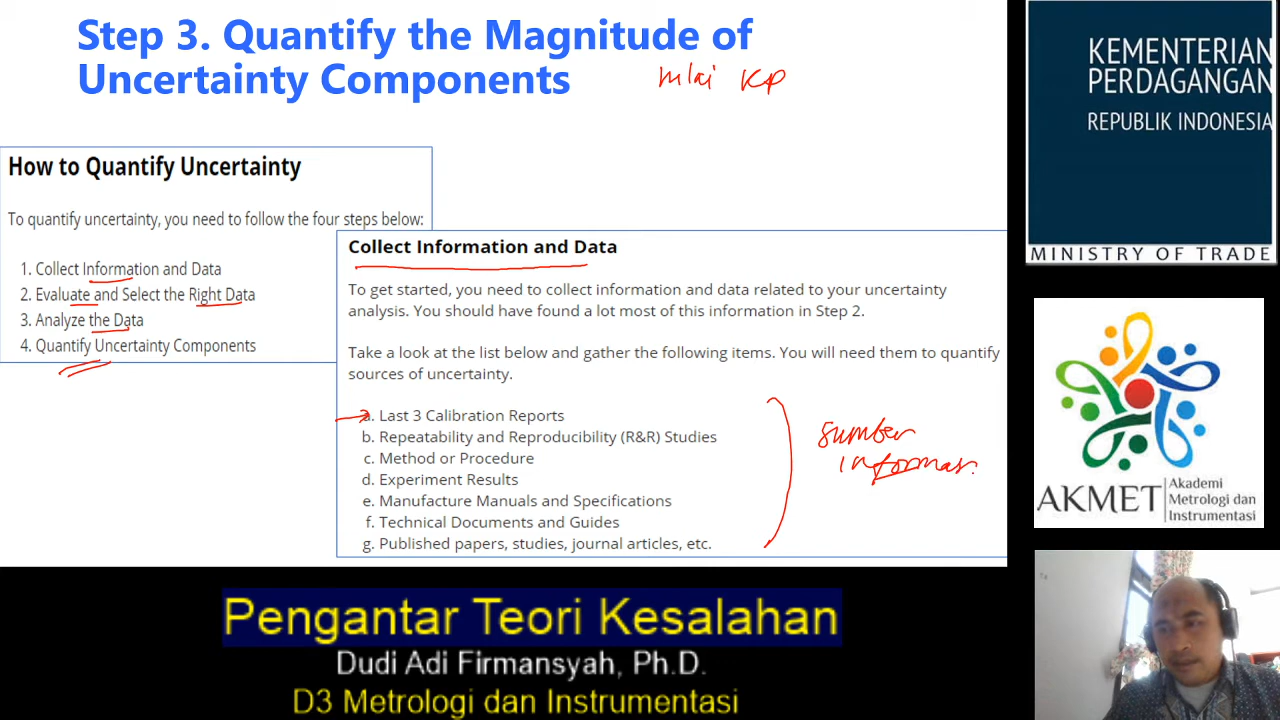 Step 3. Quantify the Magnitude of
Uncertainty Components
nilai KP
How to Quantify Uncertainty
To quantify uncertainty, you need to follow the four steps below:
1. Collect Information and Data
2. Evaluate and Select the Right Data
3. Analyze the Data
4. Quantify Uncertainty Components
Collect Information and Data
To get started, you need to collect information and data related to your uncertainty
analysis. You should have found a lot most of this information in Step 2.
Take a look at the list below and gather the following items. You will need them to quantify
sources of uncertainty.
a. Last 3 Calibration Reports
b. Repeatability and Reproducibility (R&R) Studies
c. Method or Procedure
d. Experiment Results
e. Manufacture Manuals and Specifications
f. Technical Documents and Guides
g. Published papers, studies, journal articles, etc.
sumber
informasi
KEMENTERIAN
PERDAGANGAN
REPUBLIK INDONESIA
MINISTRY OF TRADE
AKMET
Akademi
Metrologi dan
Instrumentasi
Pengantar Teori Kesalahan
Dudi Adi Firmansyah, Ph.D.
D3 Metrologi dan Instrumentasi